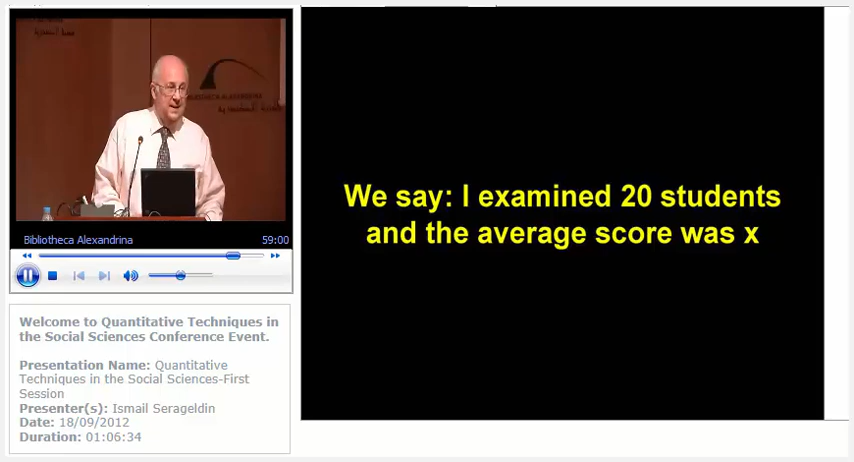 BLIOTHECA ALEXANDRINA
We say: I examined 20 students
and the average score was x
Bibliotheca Alexandrina
59:00
Welcome to Quantitative Techniques in
the Social Sciences Conference Event.
Presentation Name: Quantitative
Techniques in the Social Sciences-First
Session
Presenter(s): Ismail Serageldin
Date: 18/09/2012
Duration: 01:06:34